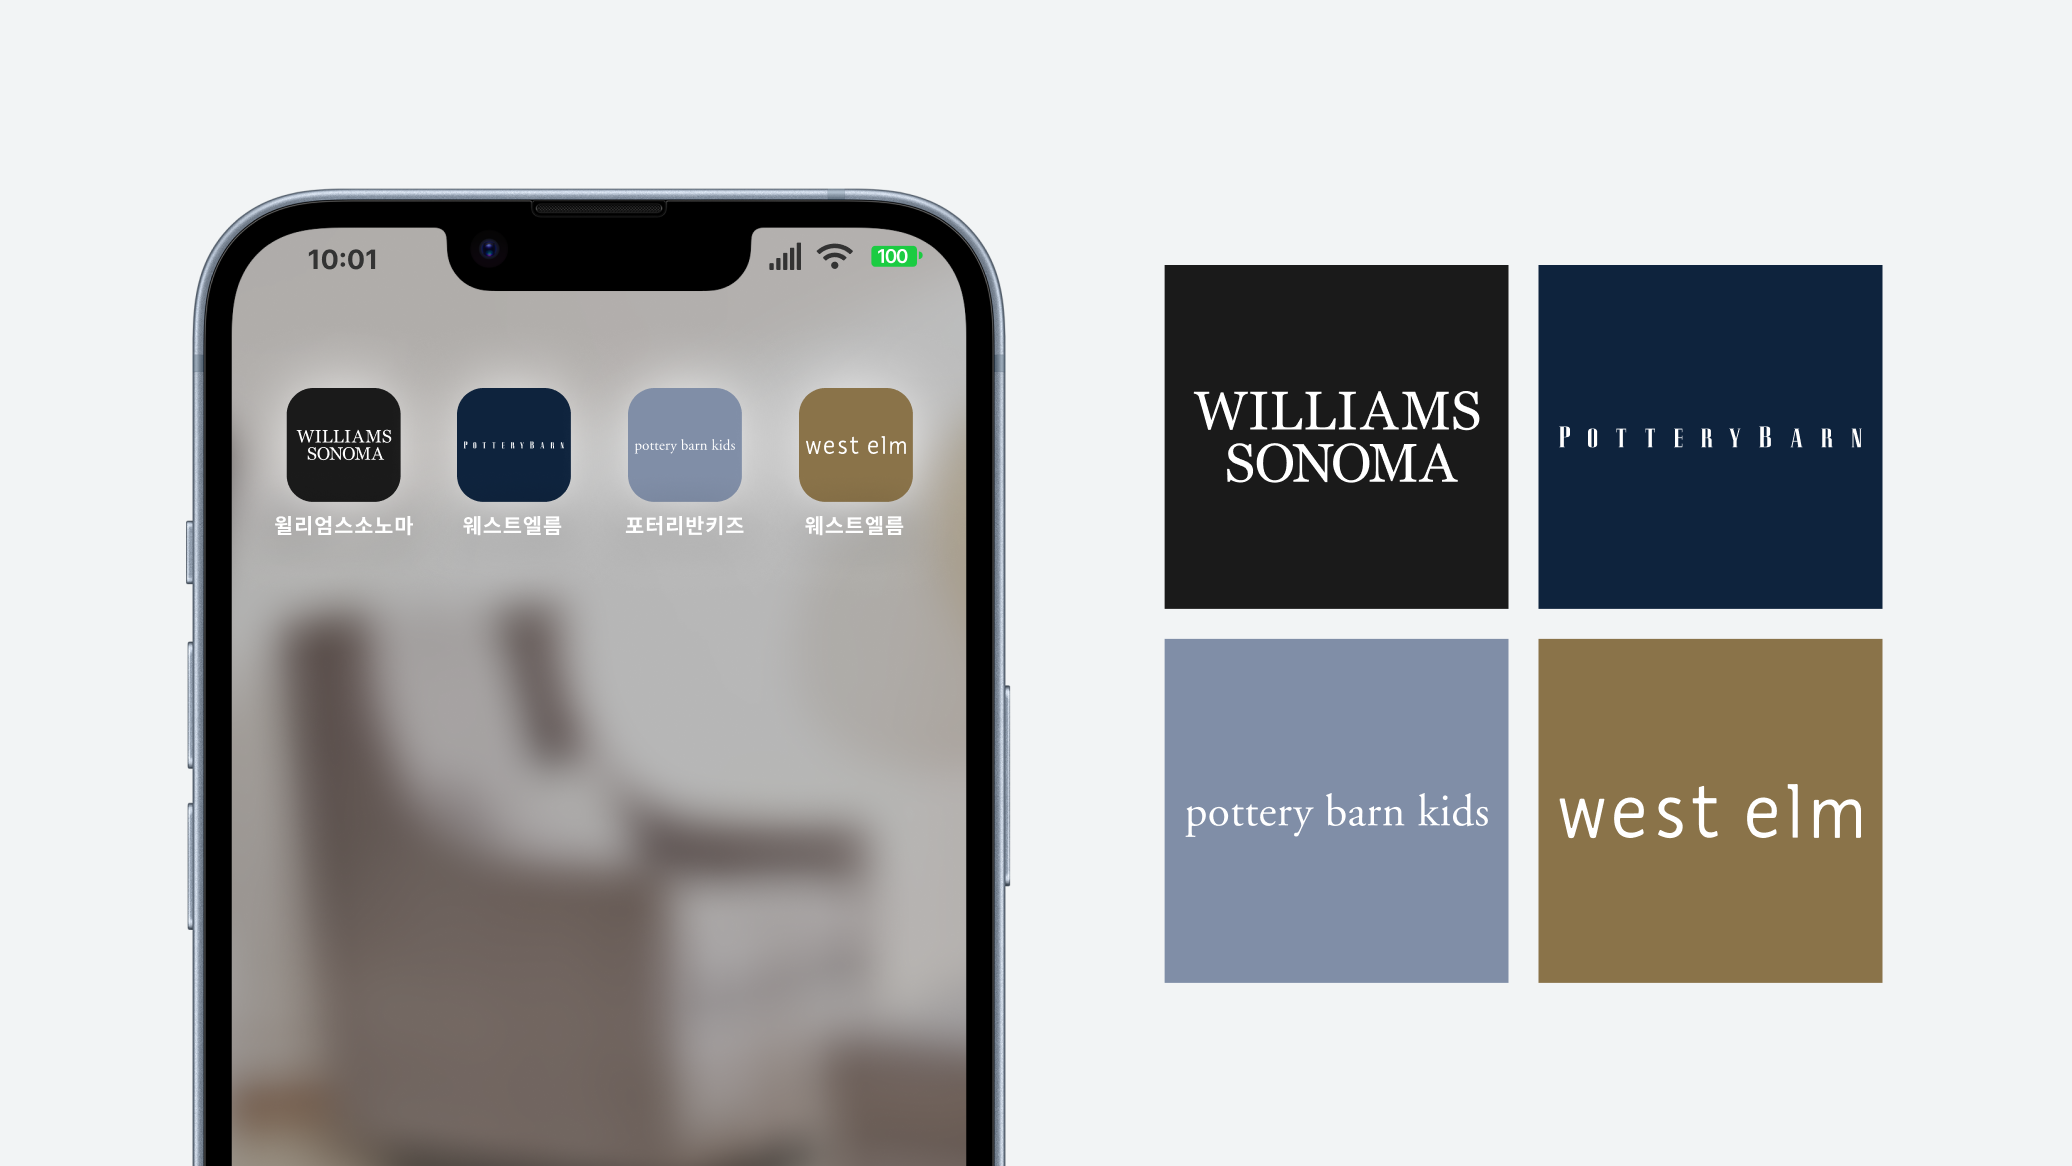 10:01
100
WILLIAMS
SONOMA
POTTERY BARN
pottery barn kids
west elm
윌리엄스소노마
웨스트엘름
포터리반키즈
웨스트엘름
WILLIAMS
SONOMA
POTTERY BARN
pottery barn kids
west elm